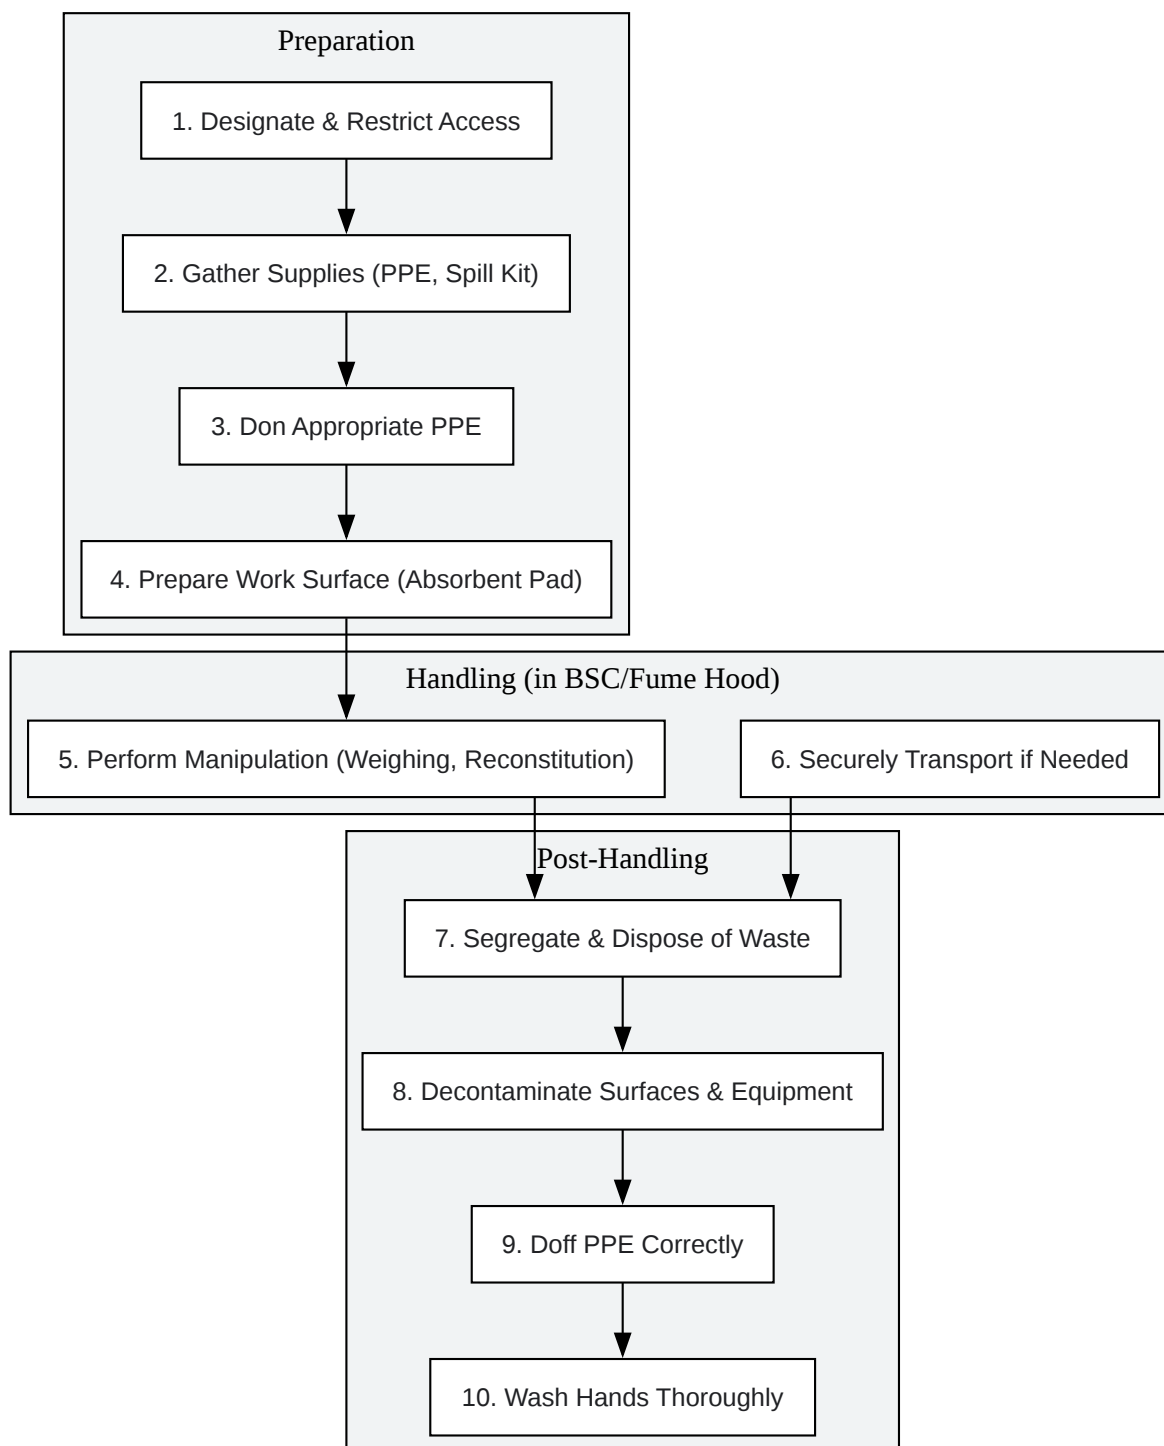 Preparation
1. Designate & Restrict Access
2. Gather Supplies (PPE, Spill Kit)
3. Don Appropriate PPE
4. Prepare Work Surface (Absorbent Pad)
Handling (in BSC/Fume Hood)
5. Perform Manipulation (Weighing, Reconstitution)
6. Securely Transport if Needed
Post-Handling
7. Segregate & Dispose of Waste
8. Decontaminate Surfaces & Equipment
9. Doff PPE Correctly
10. Wash Hands Thoroughly